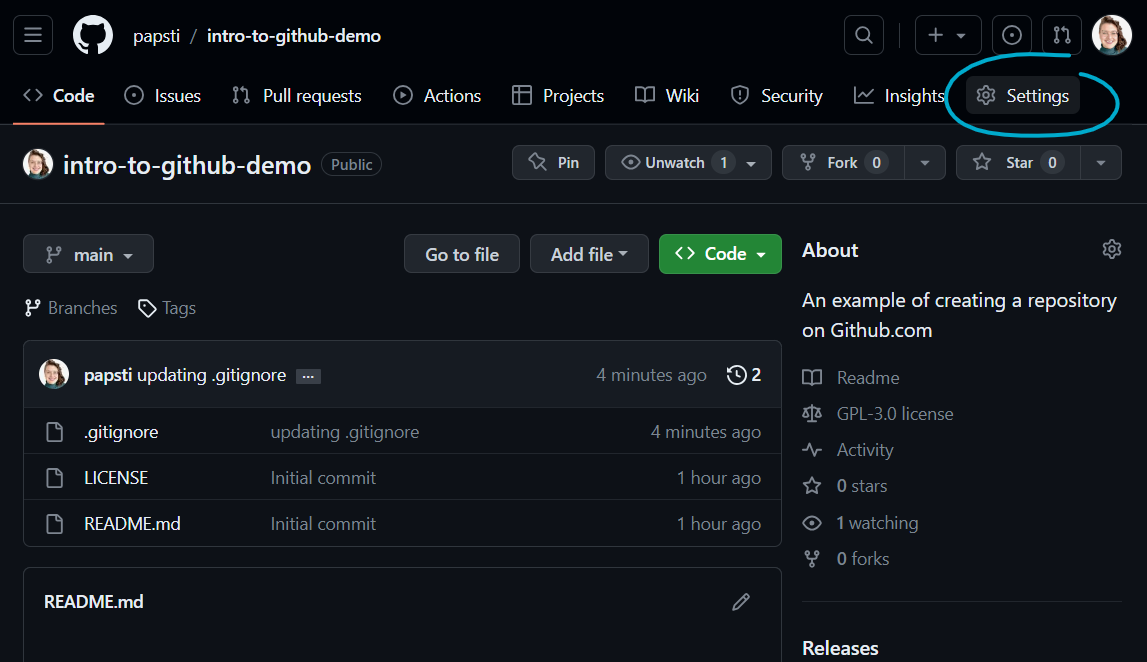 papsti / intro-to-github-demo
Code Issues Pull requests Actions Projects Wiki Security Insights Settings
intro-to-github-demo Public Pin Unwatch 1 Fork 0 Star 0
main Go to file Add file Code
Branches Tags
papsti updating .gitignore ... 4 minutes ago 2
.gitignore updating .gitignore 4 minutes ago
LICENSE Initial commit 1 hour ago
README.md Initial commit 1 hour ago
README.md
About
An example of creating a repository
on Github.com
Readme
GPL-3.0 license
Activity
0 stars
1 watching
0 forks
Releases